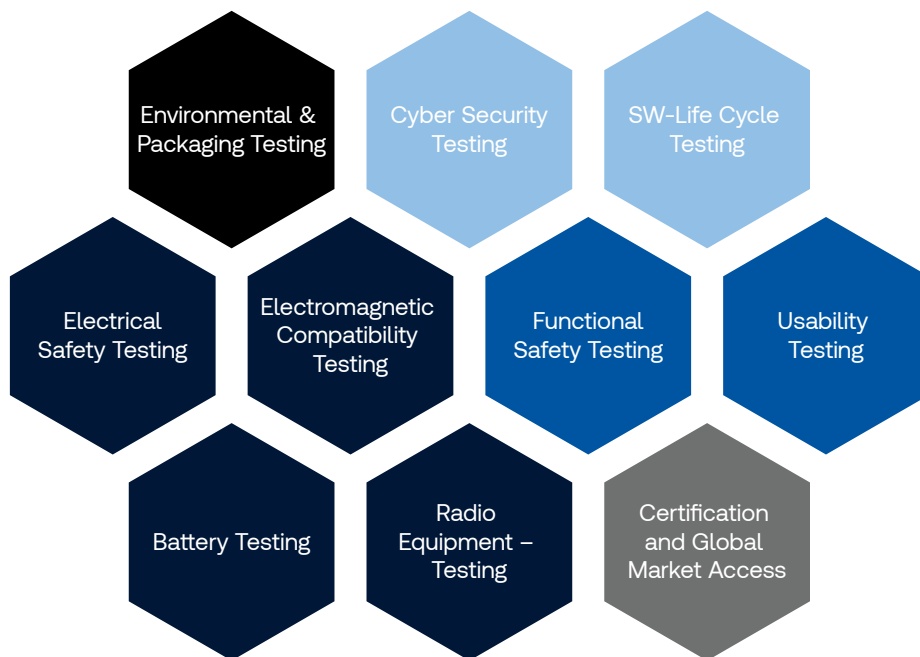 Environmental &
Packaging Testing
Cyber Security
Testing
SW-Life Cycle
Testing
Electrical
Safety Testing
Electromagnetic
Compatibility
Testing
Functional
Safety Testing
Usability
Testing
Battery Testing
Radio
Equipment –
Testing
Certification
and Global
Market Access